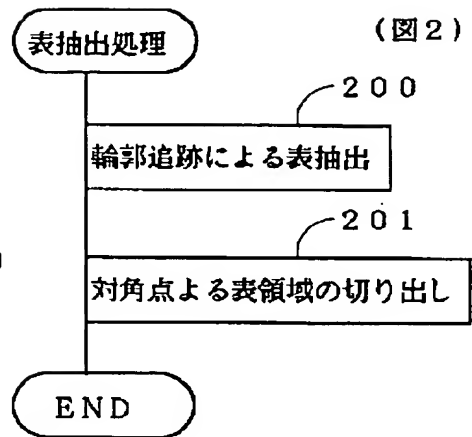 表抽出処理
(図2)
200
輪郭追跡による表抽出
201
対角点よる表領域の切り出し
END